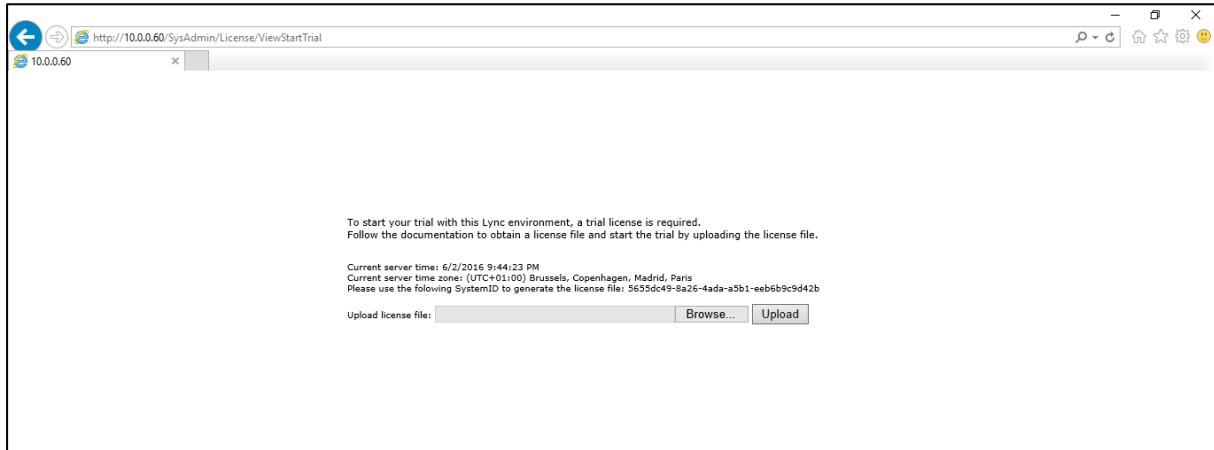 http://10.0.0.60/SysAdmin/License/ViewStartTrial
10.0.0.60
To start your trial with this Lync environment, a trial license is required.
Follow the documentation to obtain a license file and start the trial by uploading the license file.
Current server time: 6/2/2016 9:44:23 PM
Current server time zone: (UTC+01:00) Brussels, Copenhagen, Madrid, Paris
Please use the folowing SystemID to generate the license file: 5655dc49-8a26-4ada-a5b1-eeb6b9c9d42b
Upload license file: Browse... Upload